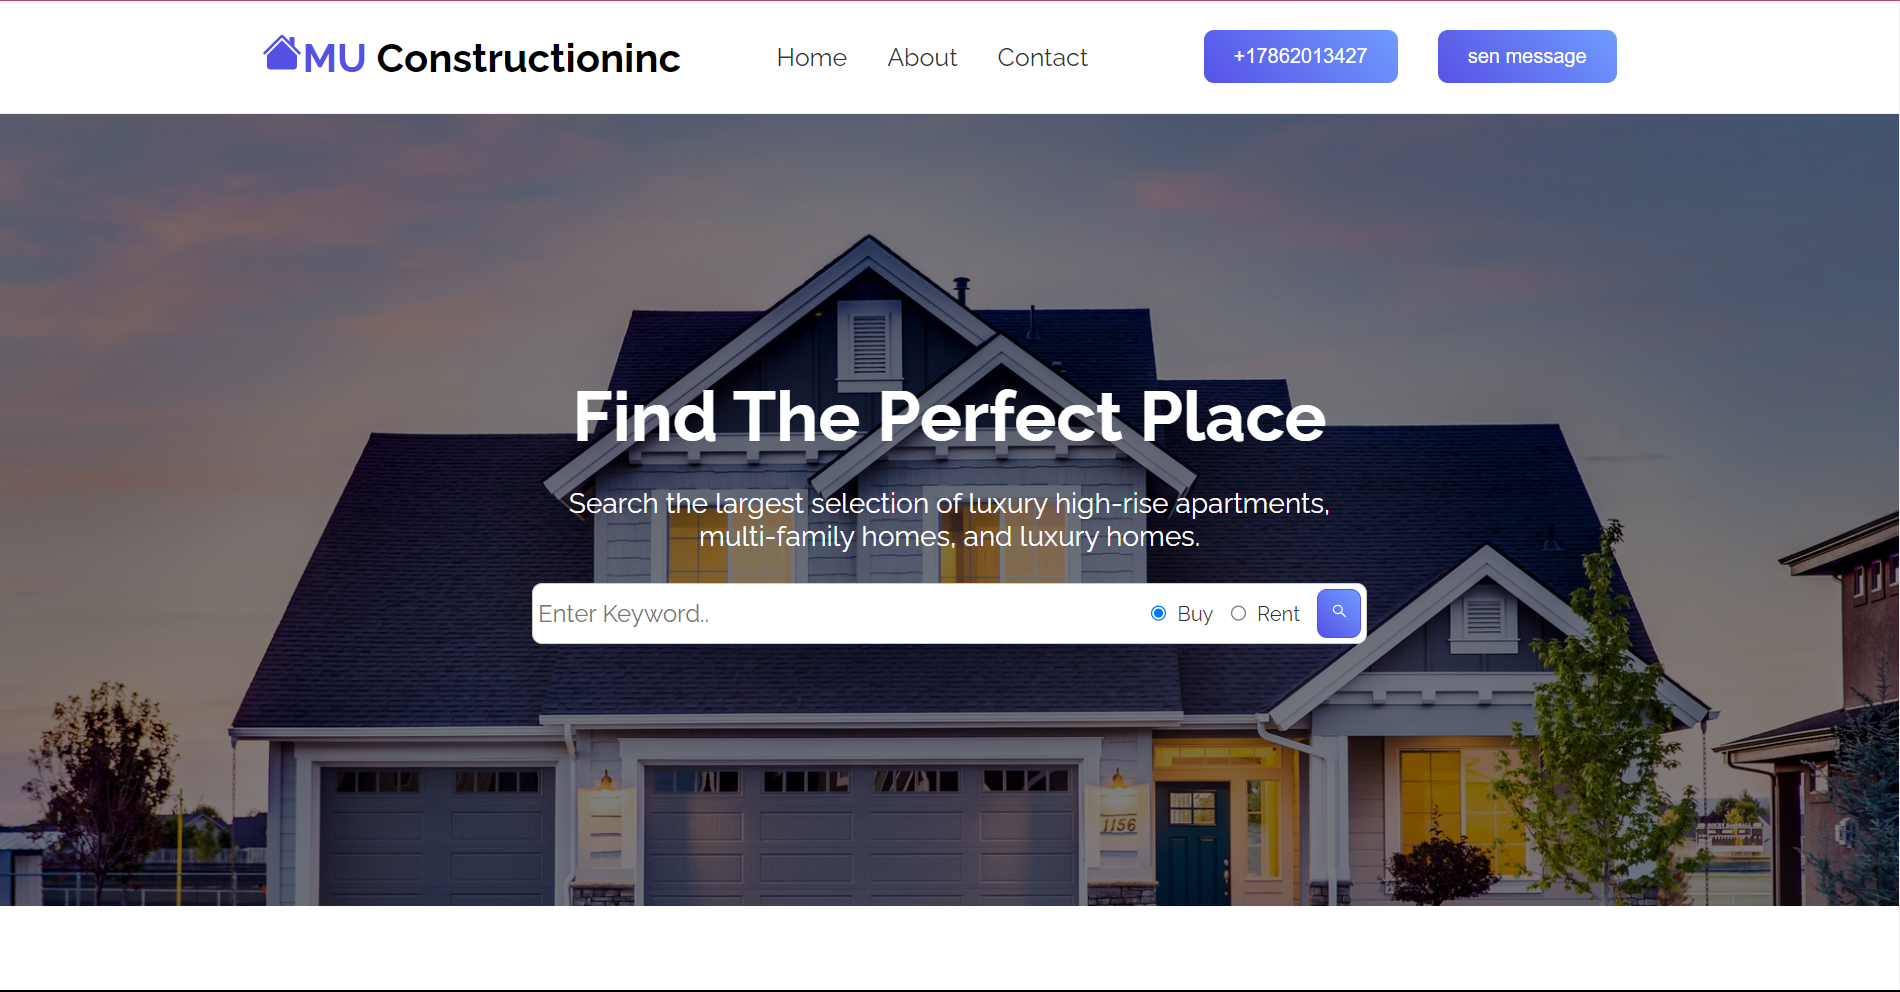 MU Constructioninc
Home
About
Contact
+17862013427
sen message
Find The Perfect Place
Search the largest selection of luxury high-rise apartments,
multi-family homes, and luxury homes.
Enter Keyword..
Buy
Rent
1156